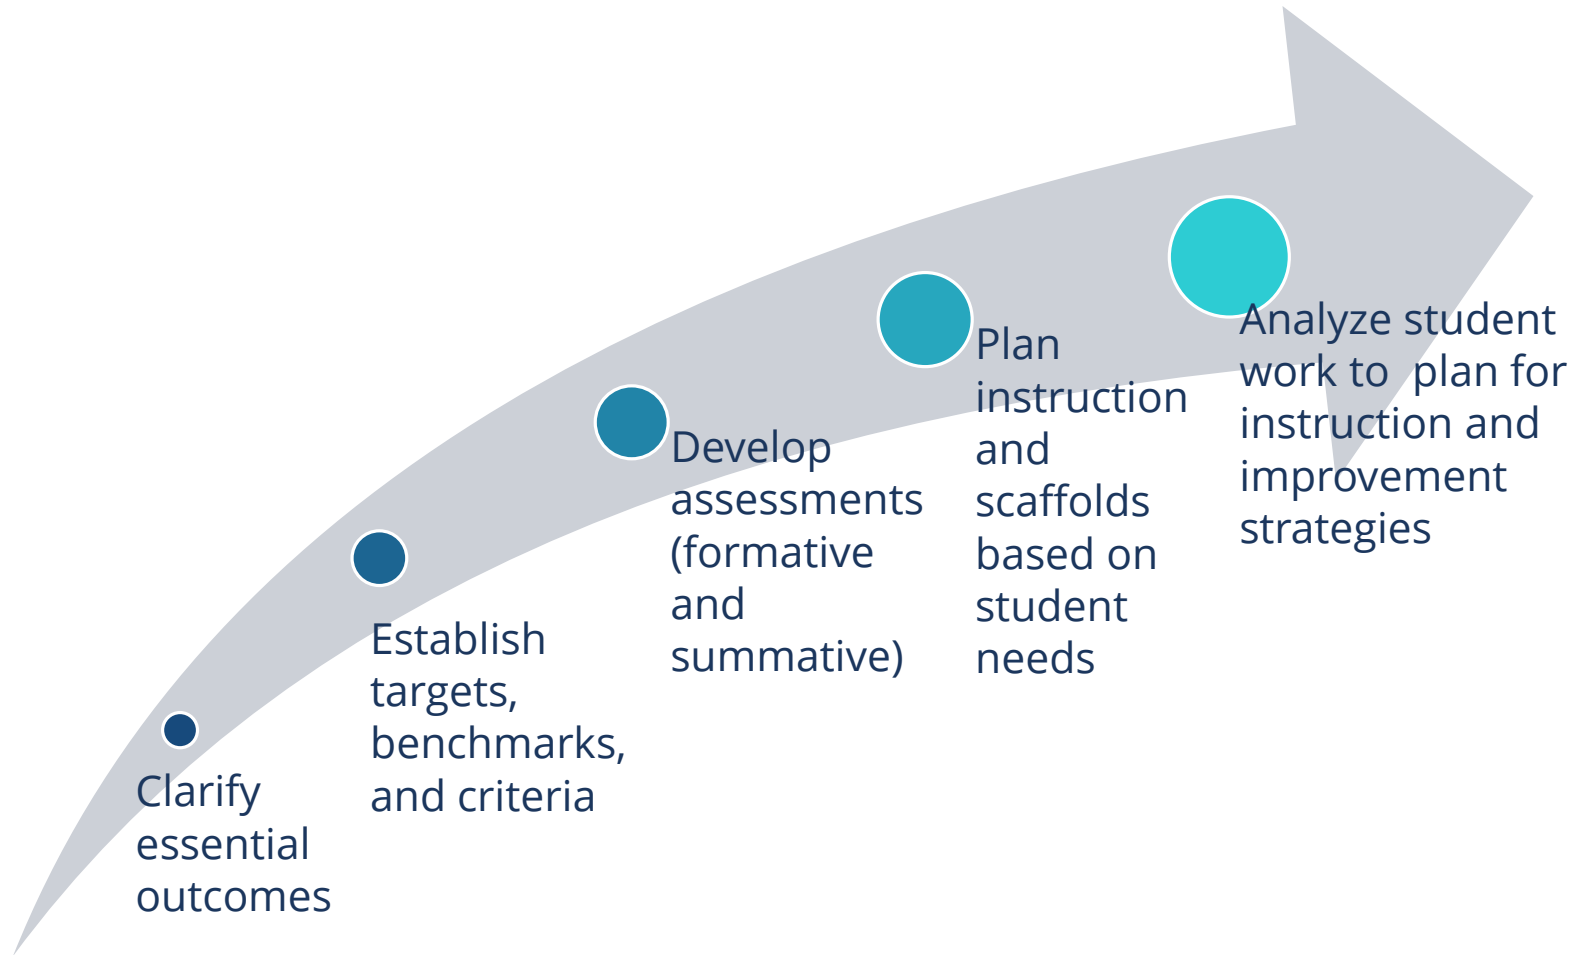 Clarify
essential
outcomes
Establish
targets,
benchmarks,
and criteria
Develop
assessments
(formative
and
summative)
Plan
instruction
and
scaffolds
based on
student
needs
Analyze student
work to  plan for
instruction and
improvement
strategies